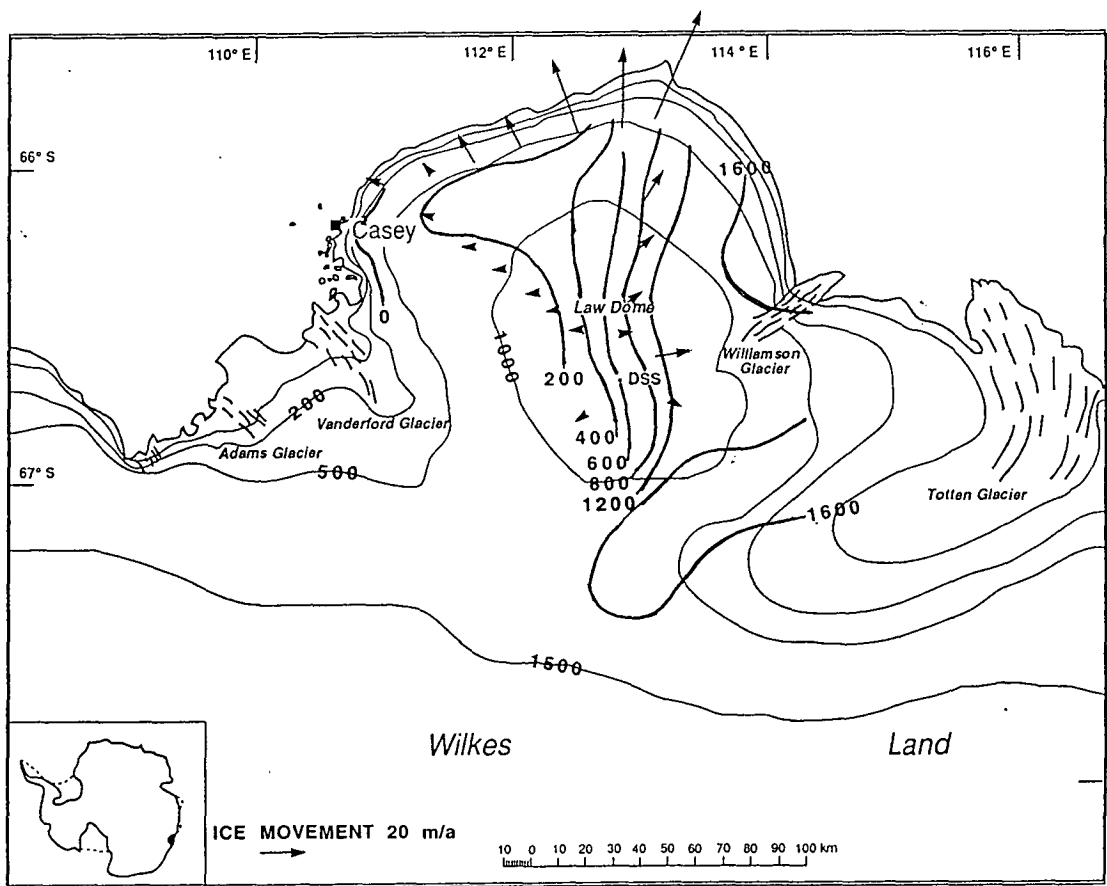 110° E
112° E
114° E
116° E
66° S
1600
Casey
0
Law Dome
1000
Williamson
Glacier
200
DSS
200
Vanderford Glacier
400
Adams Glacier
600
67° S
500
800
1200
Totten Glacier
1600
1500
Wilkes
Land
ICE MOVEMENT 20 m/a
10 0 10 20 30 40 50 60 70 80 90 100 km